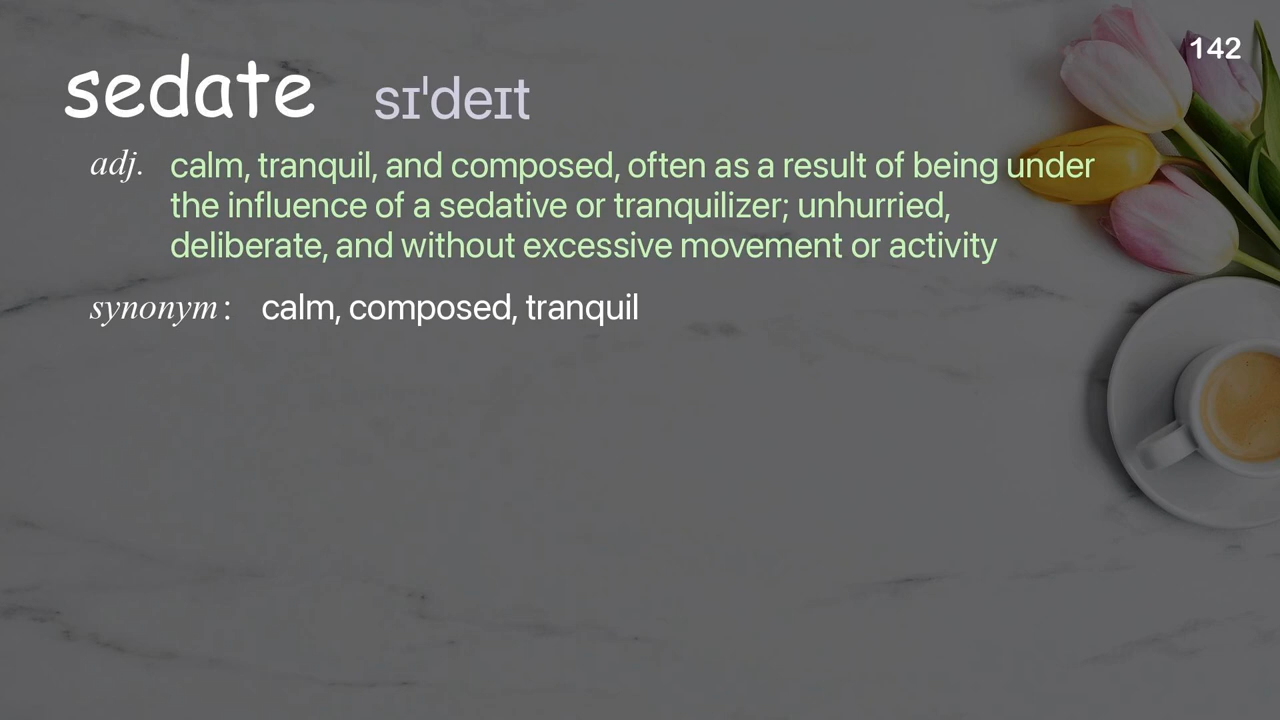 142
sedate sɪˈdeɪt
adj. calm, tranquil, and composed, often as a result of being under
the influence of a sedative or tranquilizer; unhurried,
deliberate, and without excessive movement or activity
synonym: calm, composed, tranquil